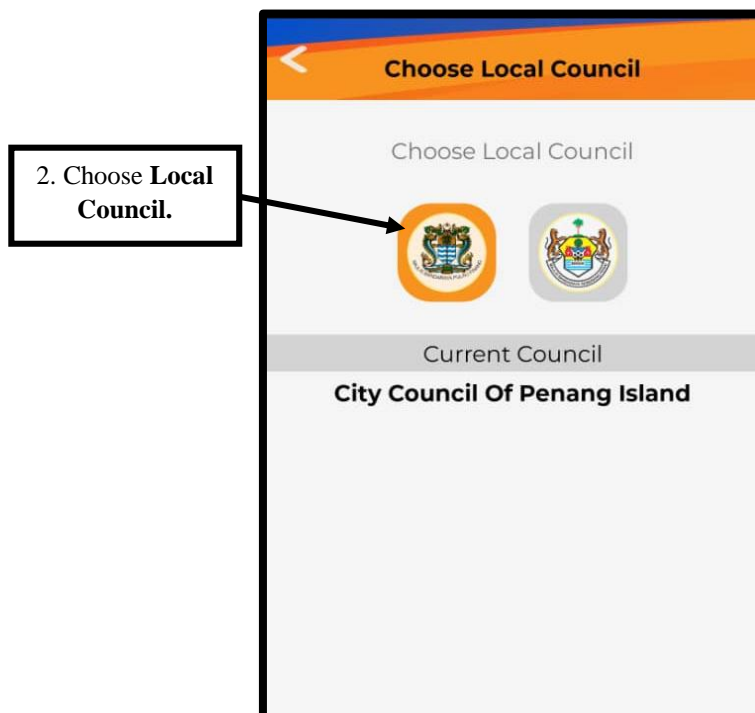 Choose Local Council
Choose Local Council
2. Choose Local
Council.
Current Council
City Council Of Penang Island